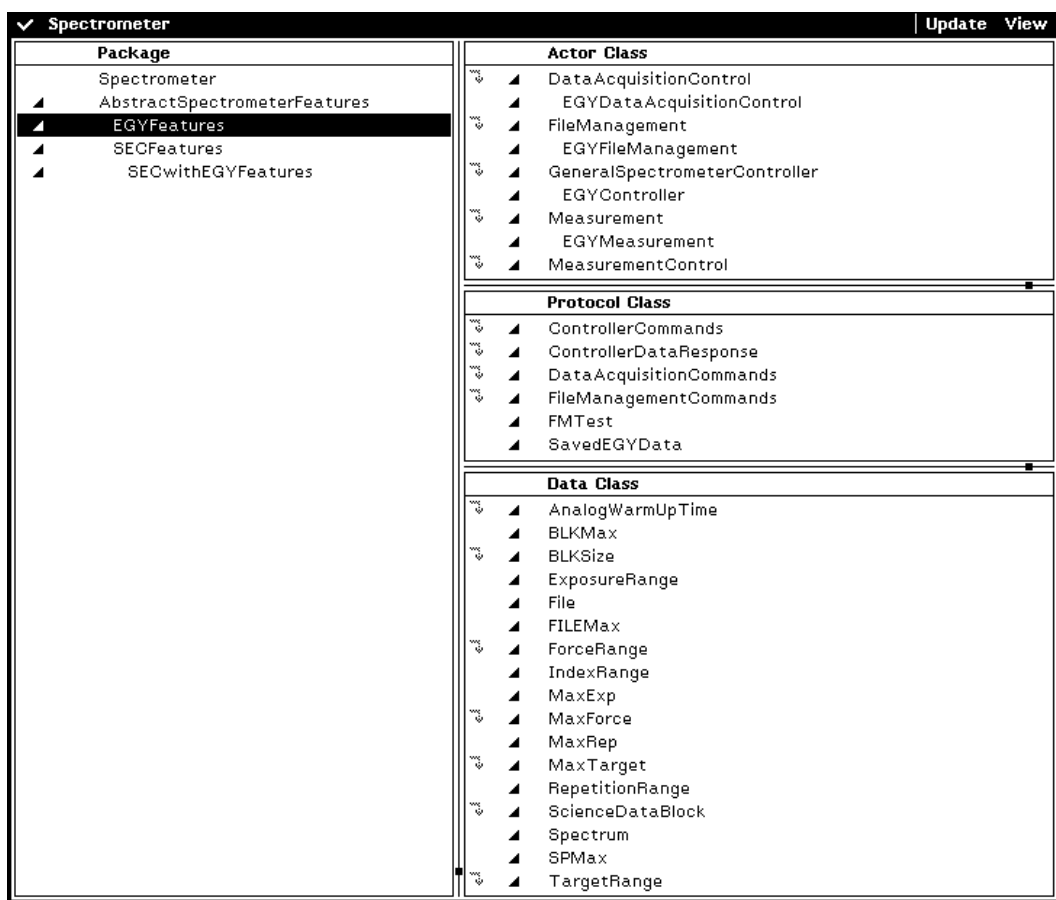 Spectrometer
Update View
Package
Spectrometer
AbstractSpectrometerFeatures
EGYFeatures
SECFeatures
SECwithEGYFeatures
Actor Class
DataAcquisitionControl
EGYDataAcquisitionControl
FileManagement
EGYFileManagement
GeneralSpectrometerController
EGYController
Measurement
EGYMeasurement
MeasurementControl
Protocol Class
ControllerCommands
ControllerDataResponse
DataAcquisitionCommands
FileManagementCommands
FMTest
SavedEGYData
Data Class
AnalogWarmUpTime
BLKMax
BLKSize
ExposureRange
File
FILEMax
ForceRange
IndexRange
MaxExp
MaxForce
MaxRep
MaxTarget
RepetitionRange
ScienceDataBlock
Spectrum
SPMax
TargetRange